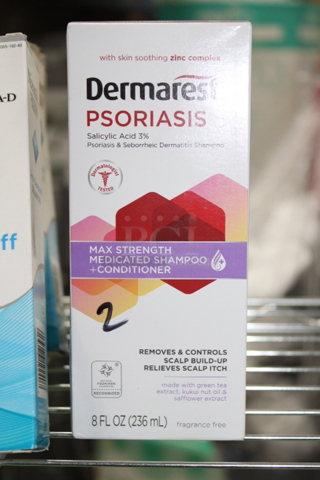 with skin soothing zinc complex
Dermarest
PSORIASIS
Salicylic Acid 3%
Psoriasis & Seborrheic Dermatitis Shampoo
Dermatologist
TESTED
MAX STRENGTH
MEDICATED SHAMPOO
+CONDITIONER
2
REMOVES & CONTROLS
SCALP BUILD-UP
RELIEVES SCALP ITCH
RECOGNIZED
made with green tea
extract, kukui nut oil &
safflower extract
8 FL OZ (236 mL)
fragrance free
A-D
ff